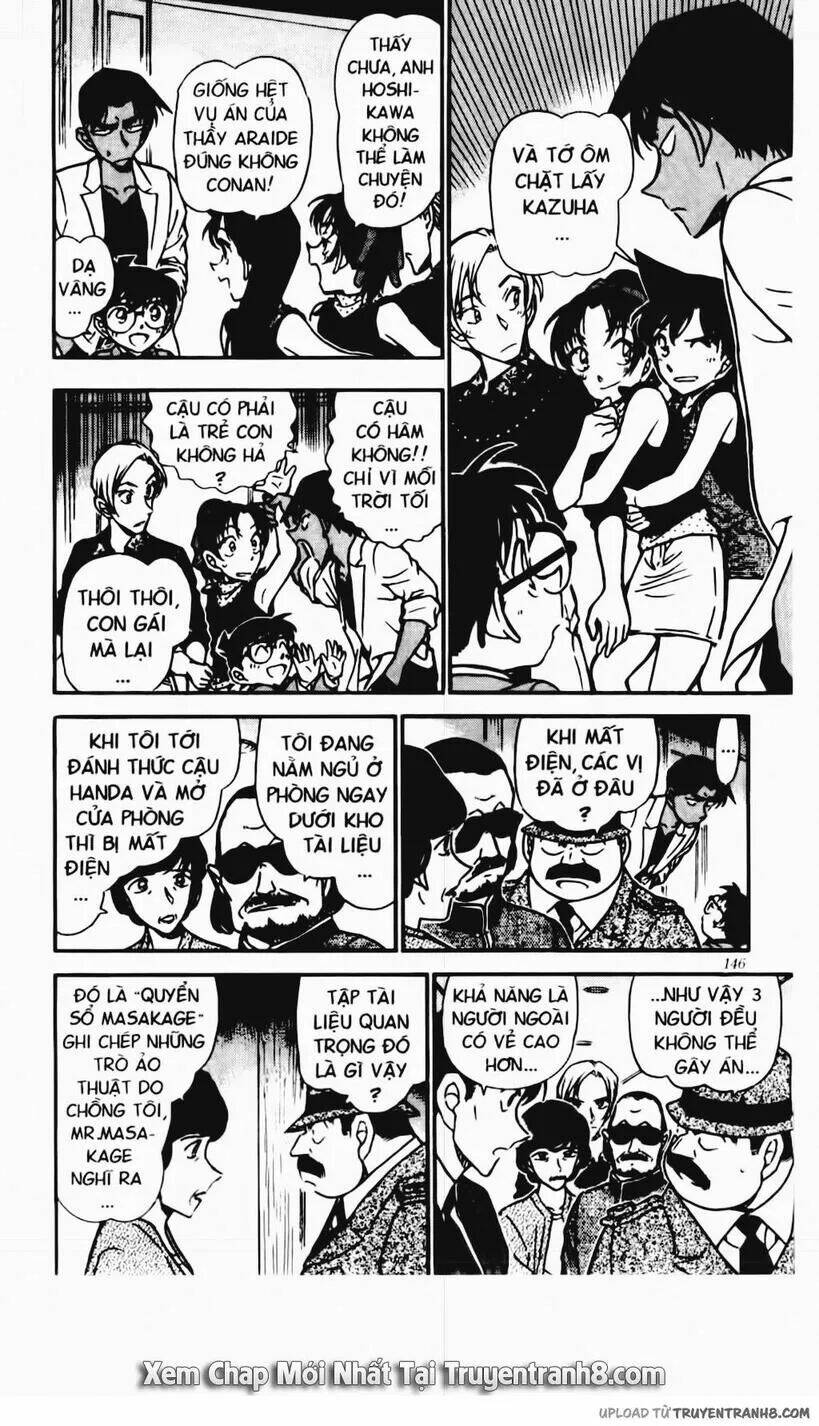 VÀ TỚ ÔM
CHẶT LẤY
KAZUHA
...
THẤY
CHƯA, ANH
HOSHI-
KAWA
KHÔNG
THỂ LÀM
CHUYỆN
ĐÓ!
GIỐNG HỆT
VỤ ÁN CỦA
THẦY ARAIDE
ĐÚNG KHÔNG
CONAN!
DẠ
VÂNG
...
CẬU
CÓ HÂM
KHÔNG!!
CHỈ VÌ MỖI
TRỜI TỐI
...
CẬU CÓ PHẢI
LÀ TRẺ CON
KHÔNG HẢ
?
THÔI THÔI,
CON GÁI
MÀ LẠI
...
....
KHI MẤT
ĐIỆN, CÁC VỊ
ĐÃ Ở ĐÂU
?
TÔI ĐANG
NẰM NGỦ Ở
PHÒNG NGAY
DƯỚI KHO
TÀI LIỆU
...
KHI TÔI TỚI
ĐÁNH THỨC CẬU
HANDA VÀ MỞ
CỬA PHÒNG
THÌ BỊ MẤT
ĐIỆN
...
146
...NHƯ VẬY 3
NGƯỜI ĐỀU
KHÔNG THỂ
GÂY ÁN...
KHẢ NĂNG LÀ
NGƯỜI NGOÀI
CÓ VẺ CAO
HƠN...
TẬP TÀI
LIỆU QUAN
TRỌNG ĐÓ
LÀ GÌ VẬY
?
ĐÓ LÀ "QUYỂN
SỔ MASAKAGE"
GHI CHÉP NHỮNG
TRÒ ẢO
THUẬT DO
CHỒNG TÔI,
MR.MASA-
KAGE
NGHĨ RA
...
Xem Chap Mới Nhất Tại Truyentranh8.com
UPLOAD TỪ TRUYENTRANH8.COM